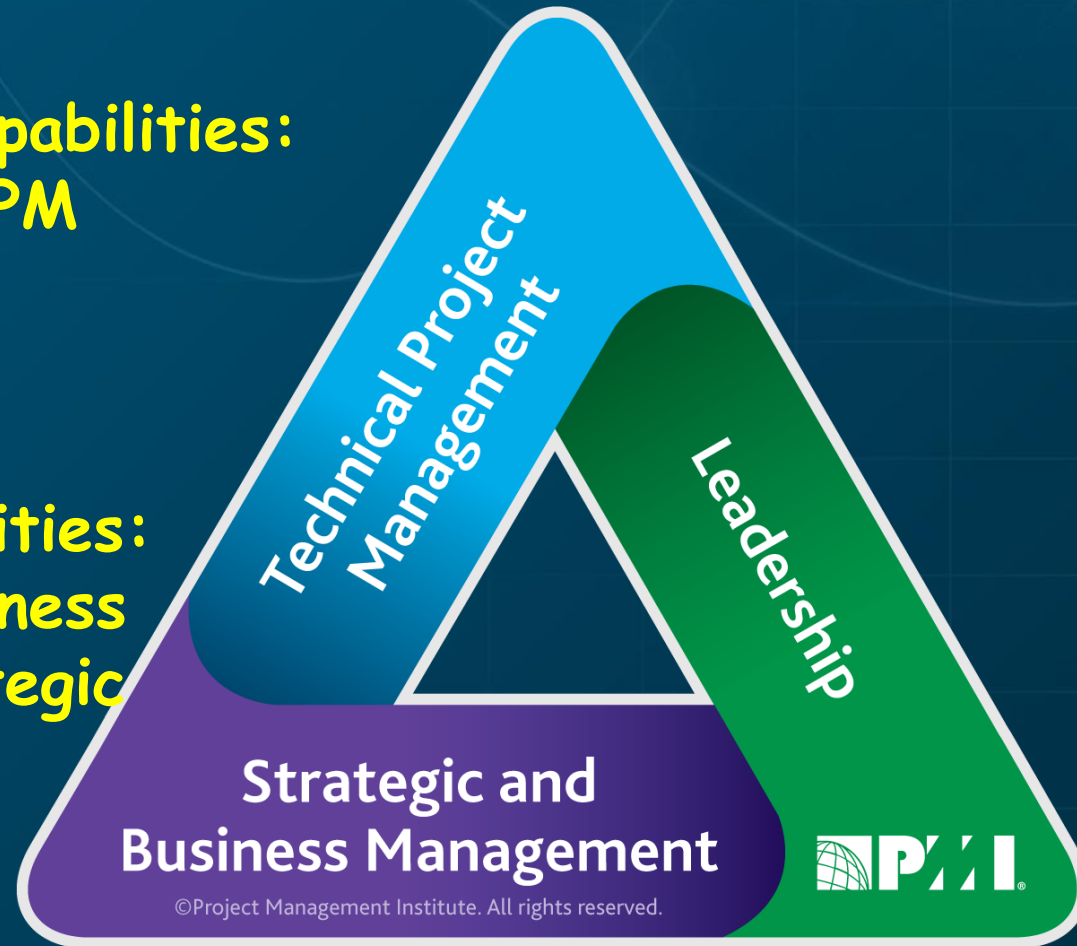 pabilities:
PM
Technical Project
Management
Leadership
ities:
ness
tegic
Strategic and
Business Management
PMI®
©Project Management Institute. All rights reserved.